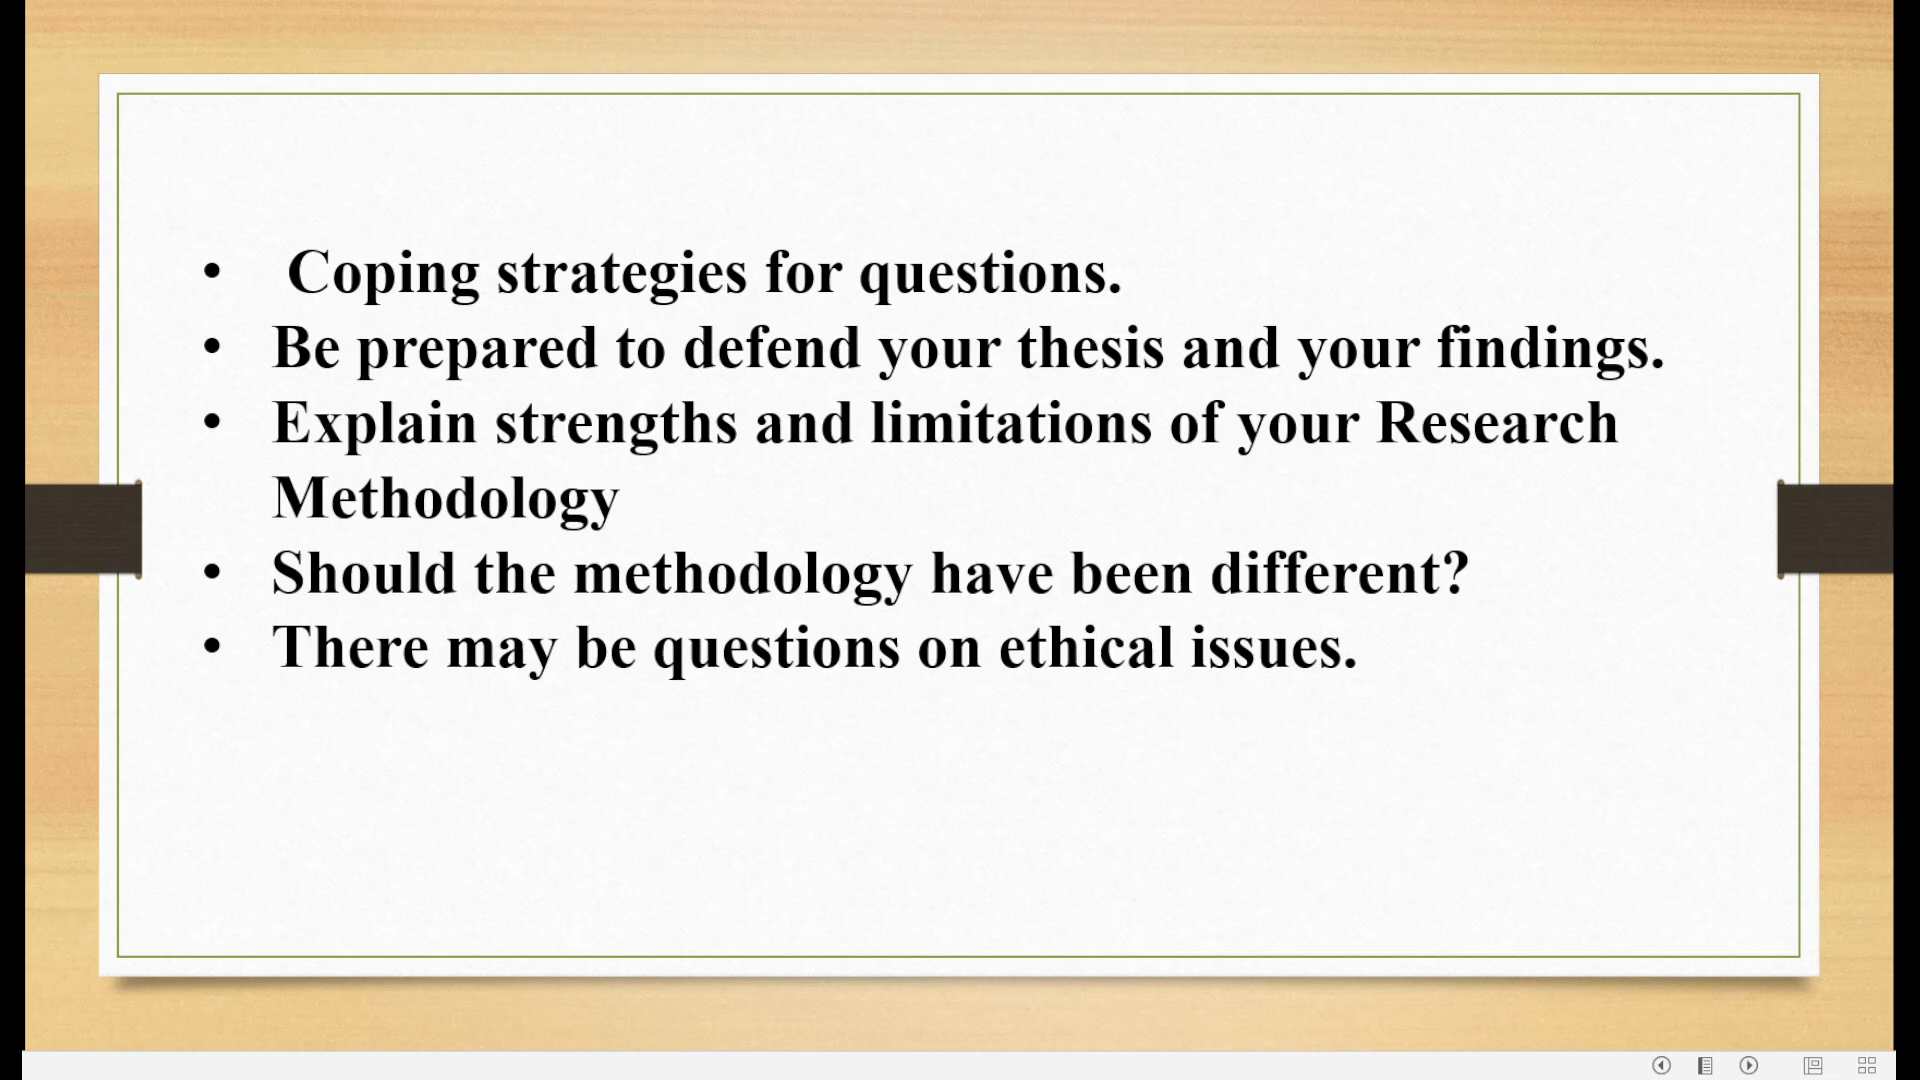 • Coping strategies for questions.
• Be prepared to defend your thesis and your findings.
• Explain strengths and limitations of your Research
Methodology
• Should the methodology have been different?
• There may be questions on ethical issues.